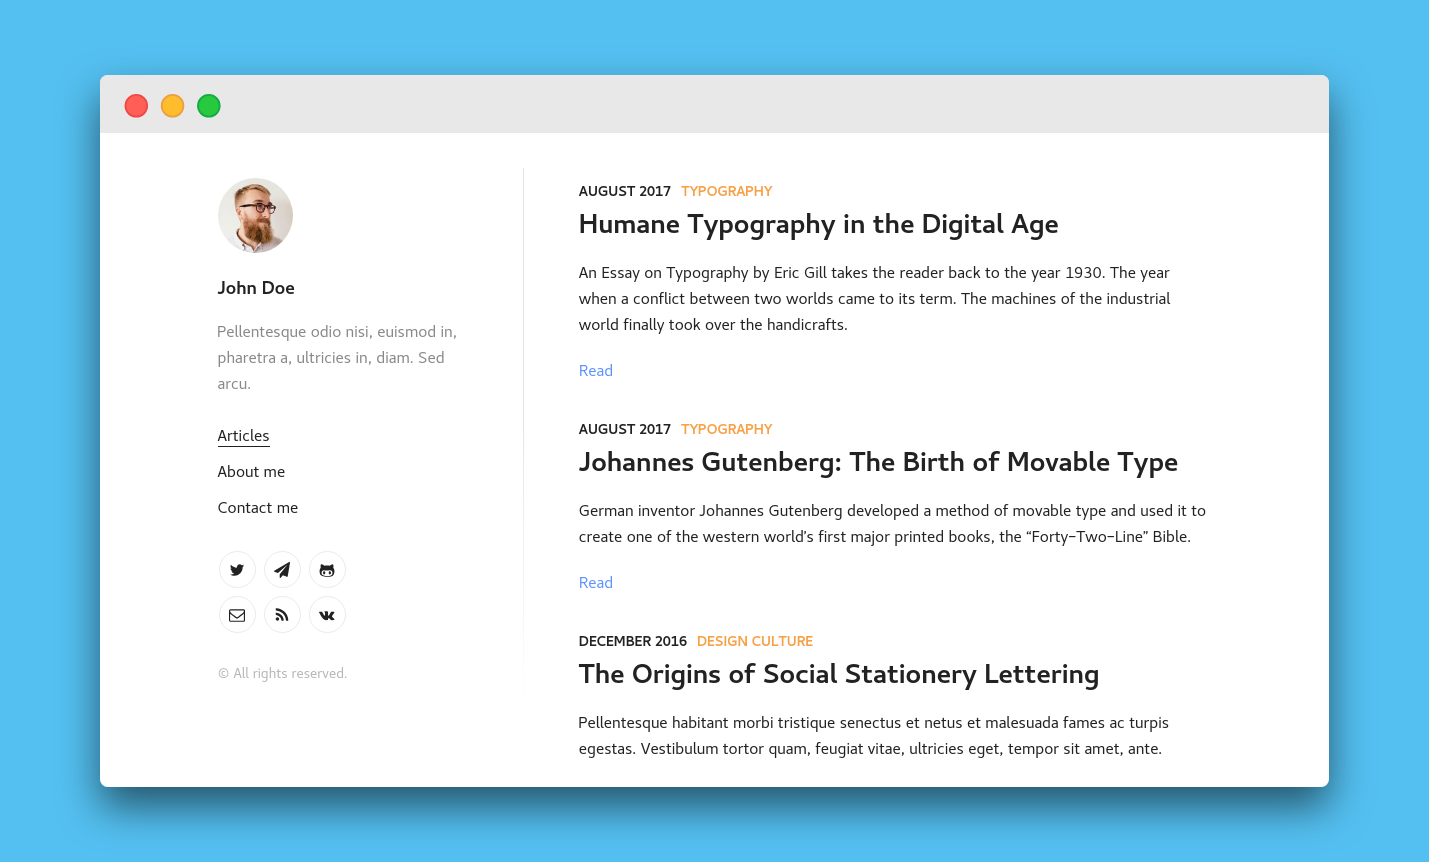 John Doe
Pellentesque odio nisi, euismod in,
pharetra a, ultricies in, diam. Sed
arcu.
Articles
About me
Contact me
© All rights reserved.
AUGUST 2017 TYPOGRAPHY
Humane Typography in the Digital Age
An Essay on Typography by Eric Gill takes the reader back to the year 1930. The year
when a conflict between two worlds came to its term. The machines of the industrial
world finally took over the handicrafts.
Read
AUGUST 2017 TYPOGRAPHY
Johannes Gutenberg: The Birth of Movable Type
German inventor Johannes Gutenberg developed a method of movable type and used it to
create one of the western world’s first major printed books, the “Forty–Two–Line” Bible.
Read
DECEMBER 2016 DESIGN CULTURE
The Origins of Social Stationery Lettering
Pellentesque habitant morbi tristique senectus et netus et malesuada fames ac turpis
egestas. Vestibulum tortor quam, feugiat vitae, ultricies eget, tempor sit amet, ante.